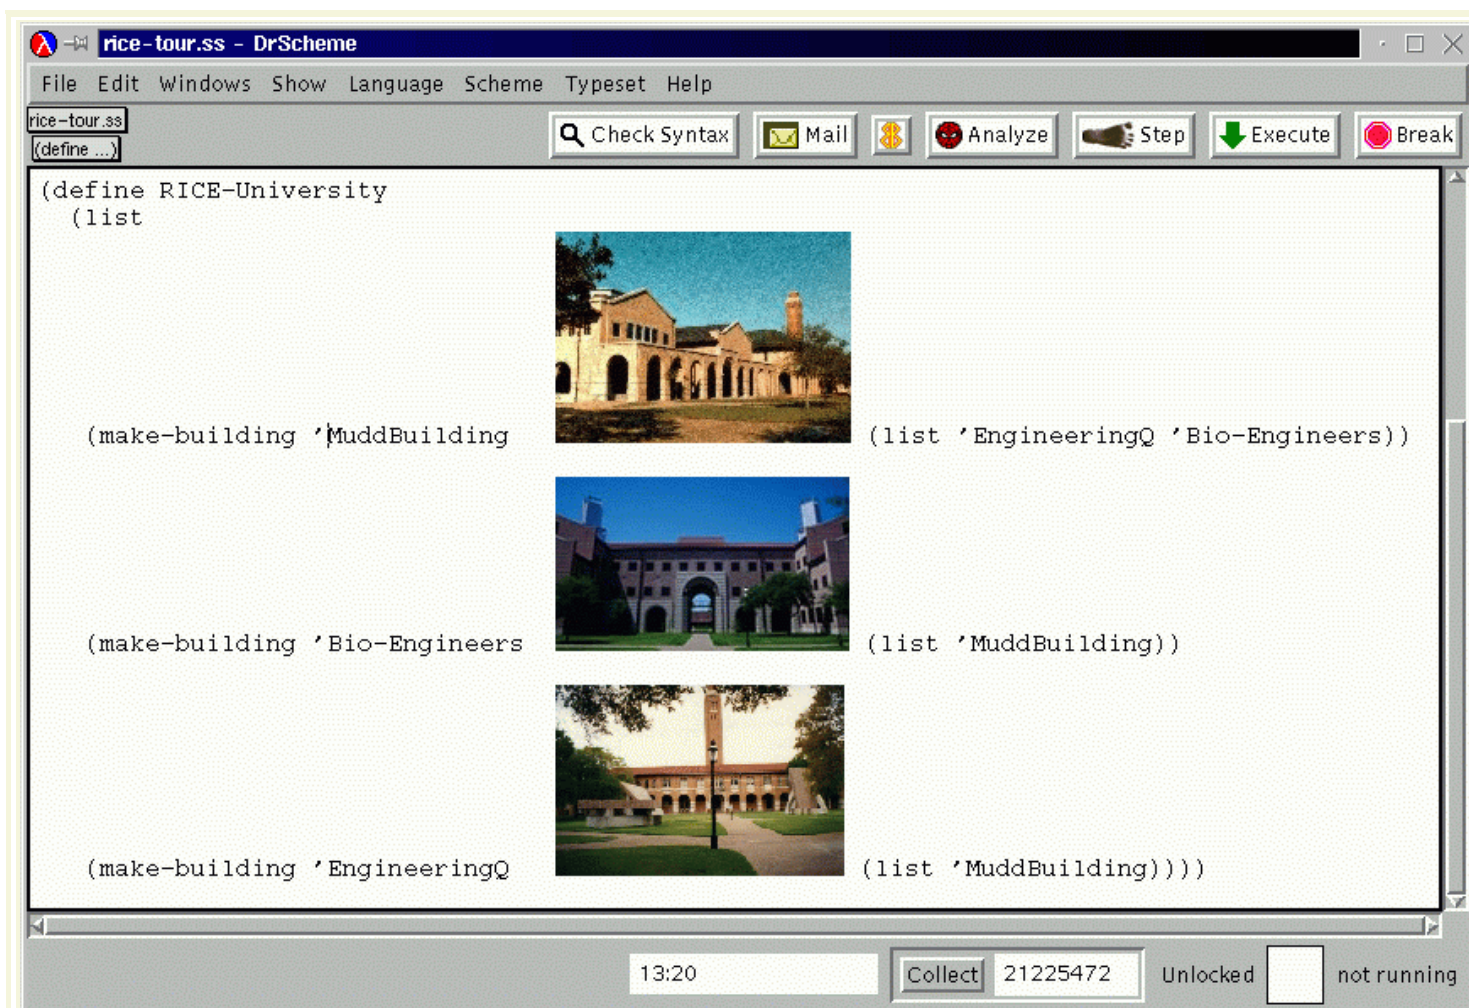 rice-tour.ss - DrScheme
File Edit Windows Show Language Scheme Typeset Help
rice-tour.ss
(define ...)
Check Syntax Mail Analyze Step Execute Break
(define RICE-University
(list
(make-building 'MuddBuilding (list 'EngineeringQ 'Bio-Engineers))
(make-building 'Bio-Engineers (list 'MuddBuilding))
(make-building 'EngineeringQ (list 'MuddBuilding))))
13:20 Collect 21225472 Unlocked not running